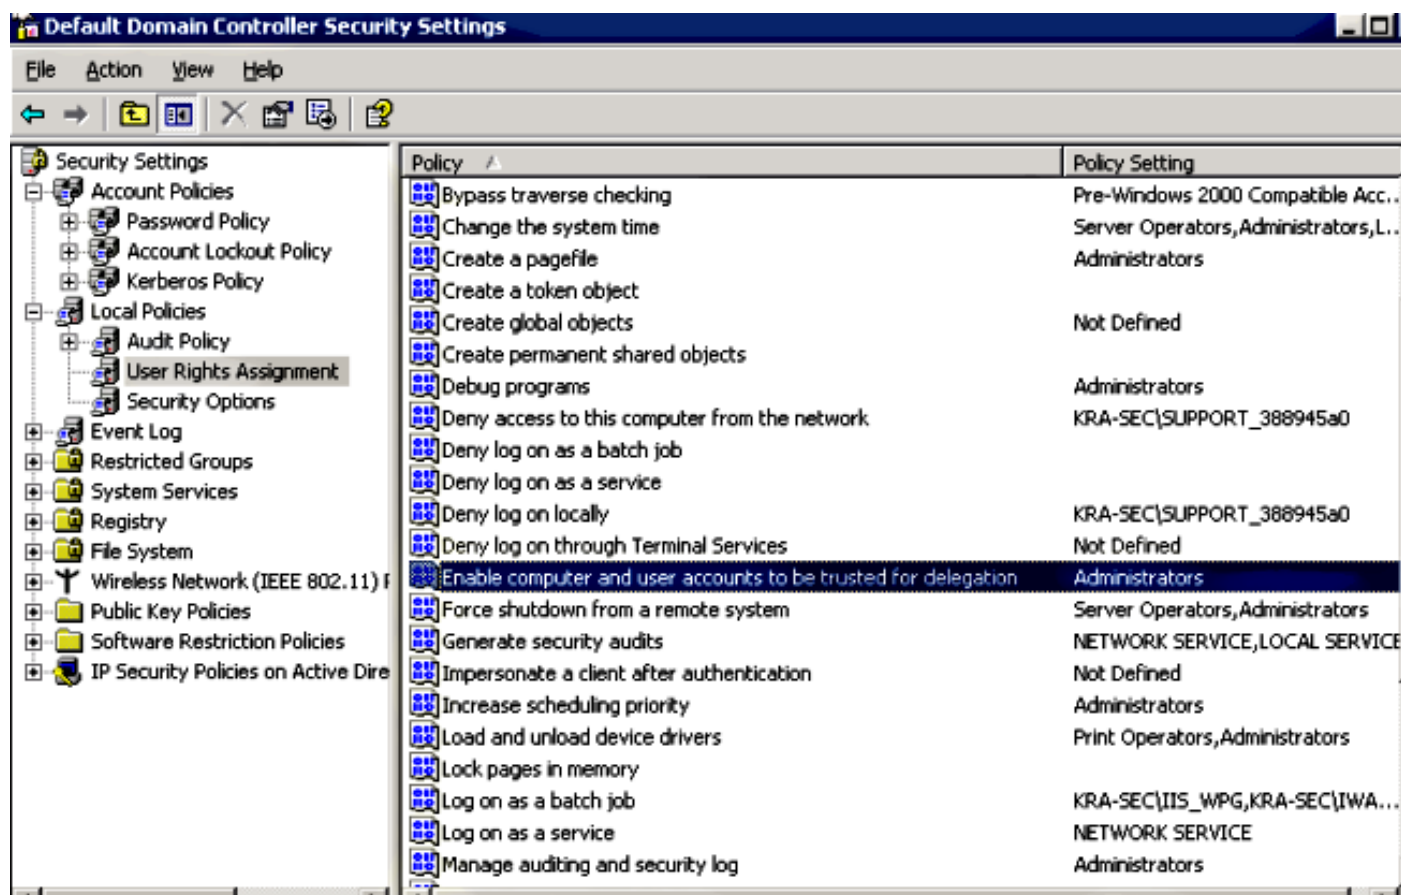 Default Domain Controller Security Settings
File Action View Help
Security Settings
Account Policies
Password Policy
Account Lockout Policy
Kerberos Policy
Local Policies
Audit Policy
User Rights Assignment
Security Options
Event Log
Restricted Groups
System Services
Registry
File System
Wireless Network (IEEE 802.11) P
Public Key Policies
Software Restriction Policies
IP Security Policies on Active Dire
Policy Policy Setting
Bypass traverse checking Pre-Windows 2000 Compatible Acc...
Change the system time Server Operators,Administrators,L...
Create a pagefile Administrators
Create a token object
Create global objects Not Defined
Create permanent shared objects
Debug programs Administrators
Deny access to this computer from the network KRA-SEC\SUPPORT_388945a0
Deny log on as a batch job
Deny log on as a service
Deny log on locally KRA-SEC\SUPPORT_388945a0
Deny log on through Terminal Services Not Defined
Enable computer and user accounts to be trusted for delegation Administrators
Force shutdown from a remote system Server Operators,Administrators
Generate security audits NETWORK SERVICE,LOCAL SERVICE
Impersonate a client after authentication Not Defined
Increase scheduling priority Administrators
Load and unload device drivers Print Operators,Administrators
Lock pages in memory
Log on as a batch job KRA-SEC\IIS_WPG,KRA-SEC\IWA...
Log on as a service NETWORK SERVICE
Manage auditing and security log Administrators